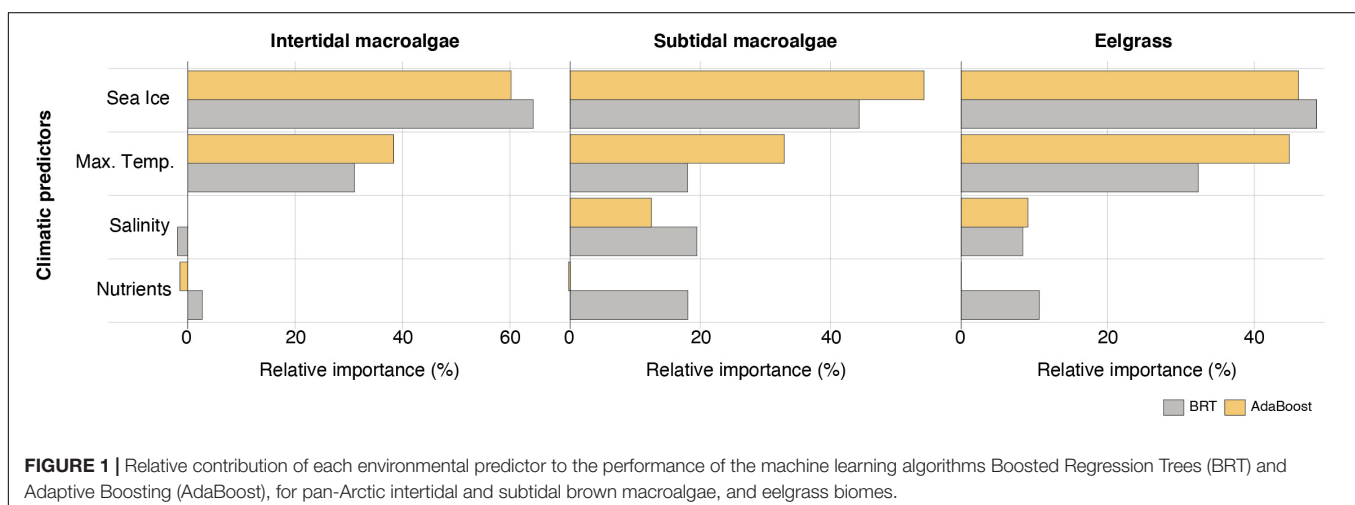 Intertidal macroalgae
Subtidal macroalgae
Eelgrass
Climatic predictors
Sea Ice
Max. Temp.
Salinity
Nutrients
0 20 40 60
0 20 40
0 20 40
Relative importance (%)
Relative importance (%)
Relative importance (%)
BRT AdaBoost
FIGURE 1 | Relative contribution of each environmental predictor to the performance of the machine learning algorithms Boosted Regression Trees (BRT) and
Adaptive Boosting (AdaBoost), for pan-Arctic intertidal and subtidal brown macroalgae, and eelgrass biomes.